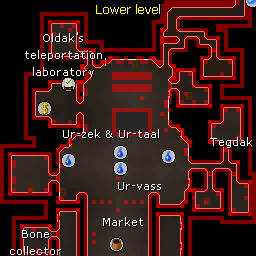 Lower level
Oldak's
teleportation
laboratory
Ur-zek & Ur-taal
Tegdak
Ur-vass
Market
Bone
collector